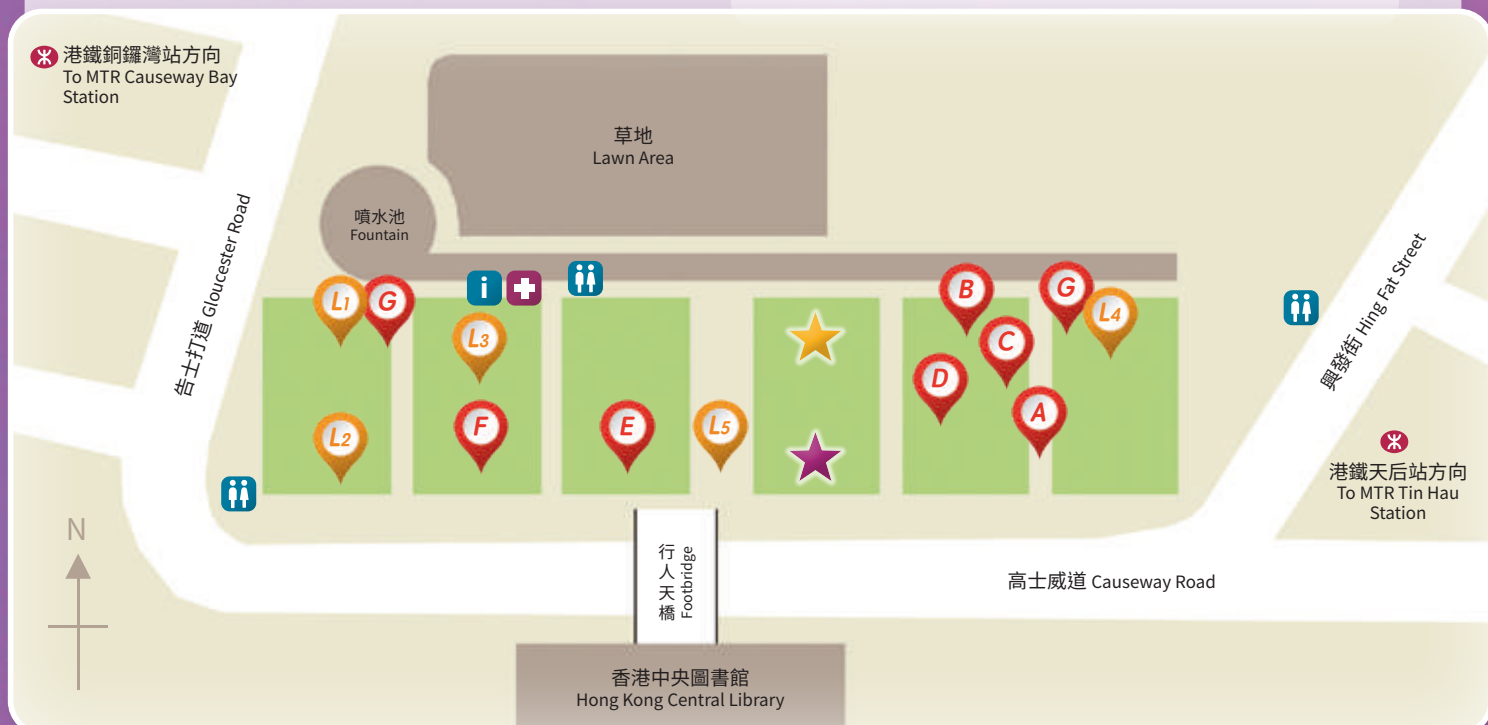 港鐵銅鑼灣站方向
To MTR Causeway Bay
Station
草地
Lawn Area
噴水池
Fountain
告士打道 Gloucester Road
興發街 Hing Fat Street
L1
G
i
L3
B
G
L4
C
D
A
L2
F
E
L5
港鐵天后站方向
To MTR Tin Hau
Station
N
行人天橋
Footbridge
高士威道 Causeway Road
香港中央圖書館
Hong Kong Central Library